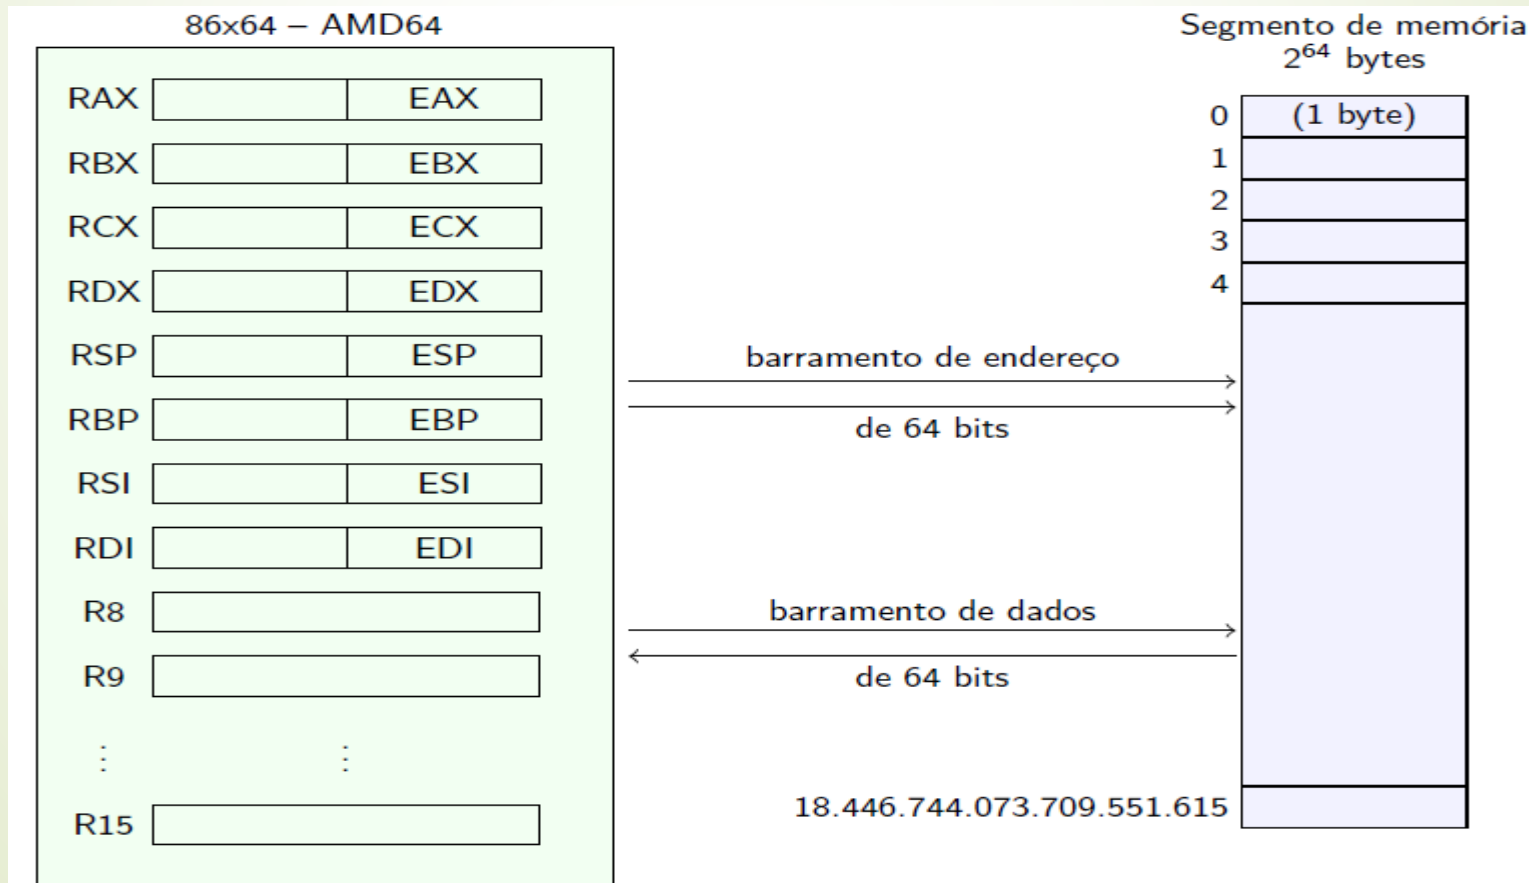 86x64 – AMD64
RAX EAX
RBX EBX
RCX ECX
RDX EDX
RSP ESP
RBP EBP
RSI ESI
RDI EDI
R8
R9
⋮ ⋮
R15
barramento de endereço
de 64 bits
barramento de dados
de 64 bits
Segmento de memória
2⁶⁴ bytes
0 (1 byte)
1
2
3
4
18.446.744.073.709.551.615